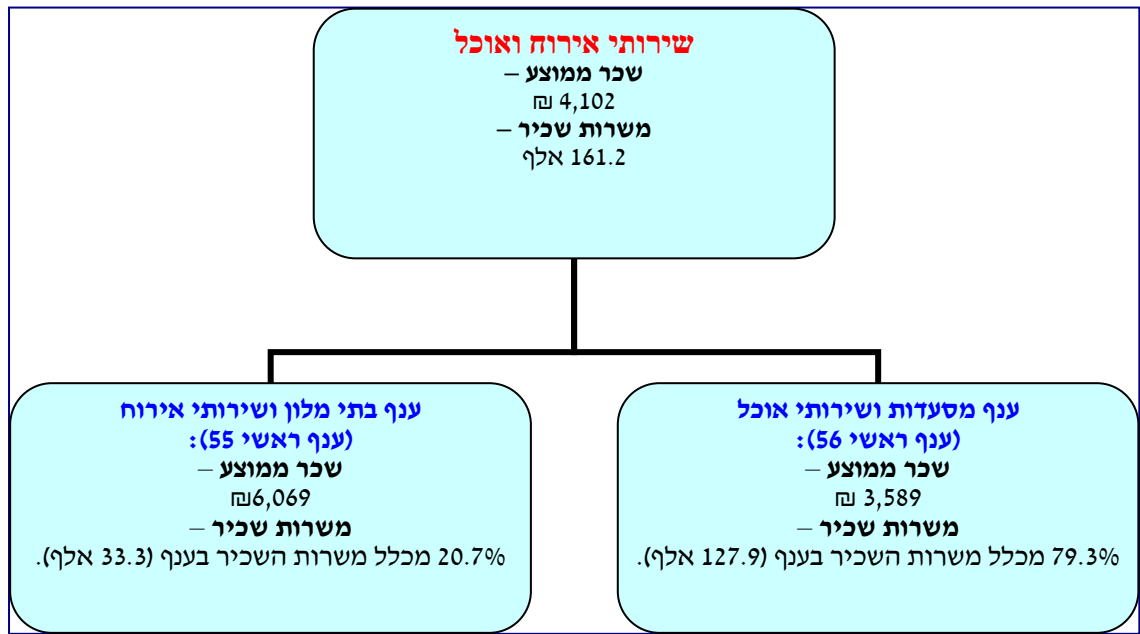 שירותי אירוח ואוכל
שכר ממוצע –
4,102 ₪
משרות שכיר –
161.2 אלף
ענף מסעדות ושירותי אוכל
(ענף ראשי 56):
שכר ממוצע –
3,589 ₪
משרות שכיר –
79.3% מכלל משרות השכיר בענף (127.9 אלף).
ענף בתי מלון ושירותי אירוח
(ענף ראשי 55):
שכר ממוצע –
6,069₪
משרות שכיר –
20.7% מכלל משרות השכיר בענף (33.3 אלף).